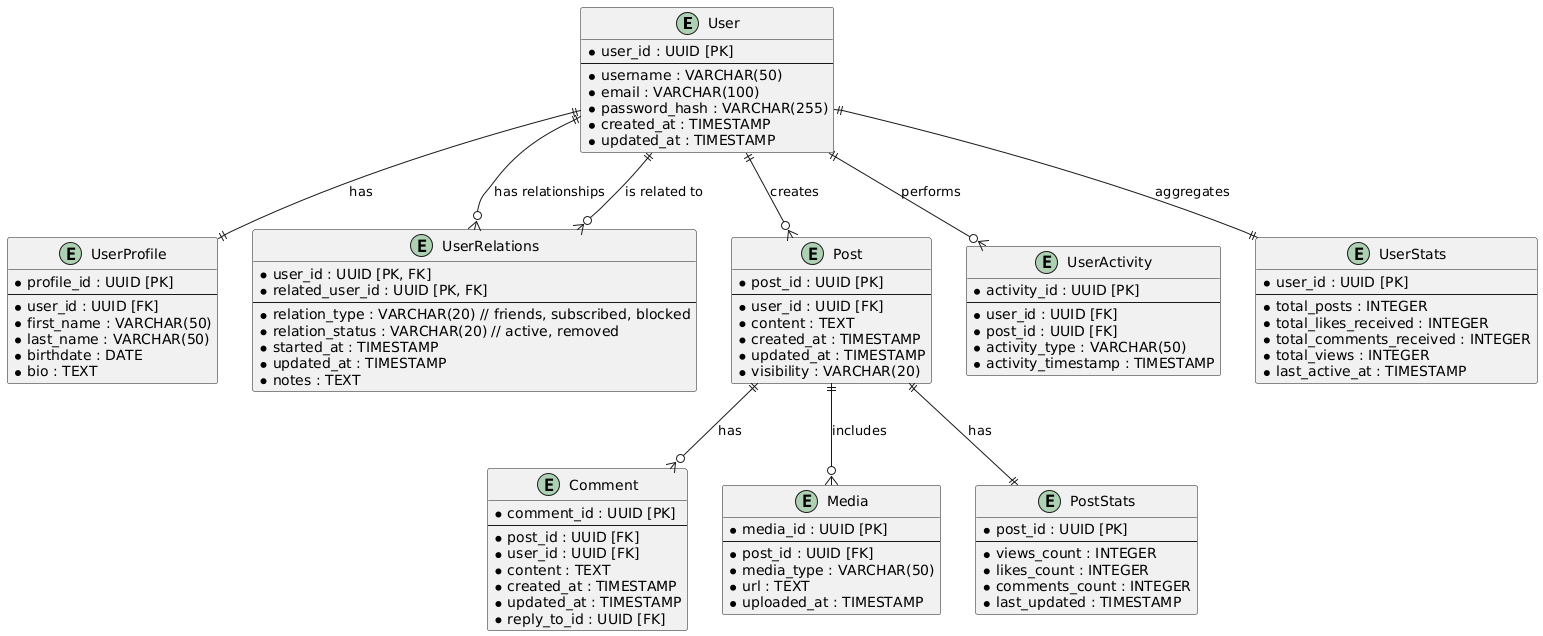 E User
* user_id : UUID [PK]
* username : VARCHAR(50)
* email : VARCHAR(100)
* password_hash : VARCHAR(255)
* created_at : TIMESTAMP
* updated_at : TIMESTAMP
has
has relationships
is related to
creates
performs
aggregates
E UserProfile
* profile_id : UUID [PK]
* user_id : UUID [FK]
* first_name : VARCHAR(50)
* last_name : VARCHAR(50)
* birthdate : DATE
* bio : TEXT
E UserRelations
* user_id : UUID [PK, FK]
* related_user_id : UUID [PK, FK]
* relation_type : VARCHAR(20) // friends, subscribed, blocked
* relation_status : VARCHAR(20) // active, removed
* started_at : TIMESTAMP
* updated_at : TIMESTAMP
* notes : TEXT
E Post
* post_id : UUID [PK]
* user_id : UUID [FK]
* content : TEXT
* created_at : TIMESTAMP
* updated_at : TIMESTAMP
* visibility : VARCHAR(20)
E UserActivity
* activity_id : UUID [PK]
* user_id : UUID [FK]
* post_id : UUID [FK]
* activity_type : VARCHAR(50)
* activity_timestamp : TIMESTAMP
E UserStats
* user_id : UUID [PK]
* total_posts : INTEGER
* total_likes_received : INTEGER
* total_comments_received : INTEGER
* total_views : INTEGER
* last_active_at : TIMESTAMP
has
includes
has
E Comment
* comment_id : UUID [PK]
* post_id : UUID [FK]
* user_id : UUID [FK]
* content : TEXT
* created_at : TIMESTAMP
* updated_at : TIMESTAMP
* reply_to_id : UUID [FK]
E Media
* media_id : UUID [PK]
* post_id : UUID [FK]
* media_type : VARCHAR(50)
* url : TEXT
* uploaded_at : TIMESTAMP
E PostStats
* post_id : UUID [PK]
* views_count : INTEGER
* likes_count : INTEGER
* comments_count : INTEGER
* last_updated : TIMESTAMP